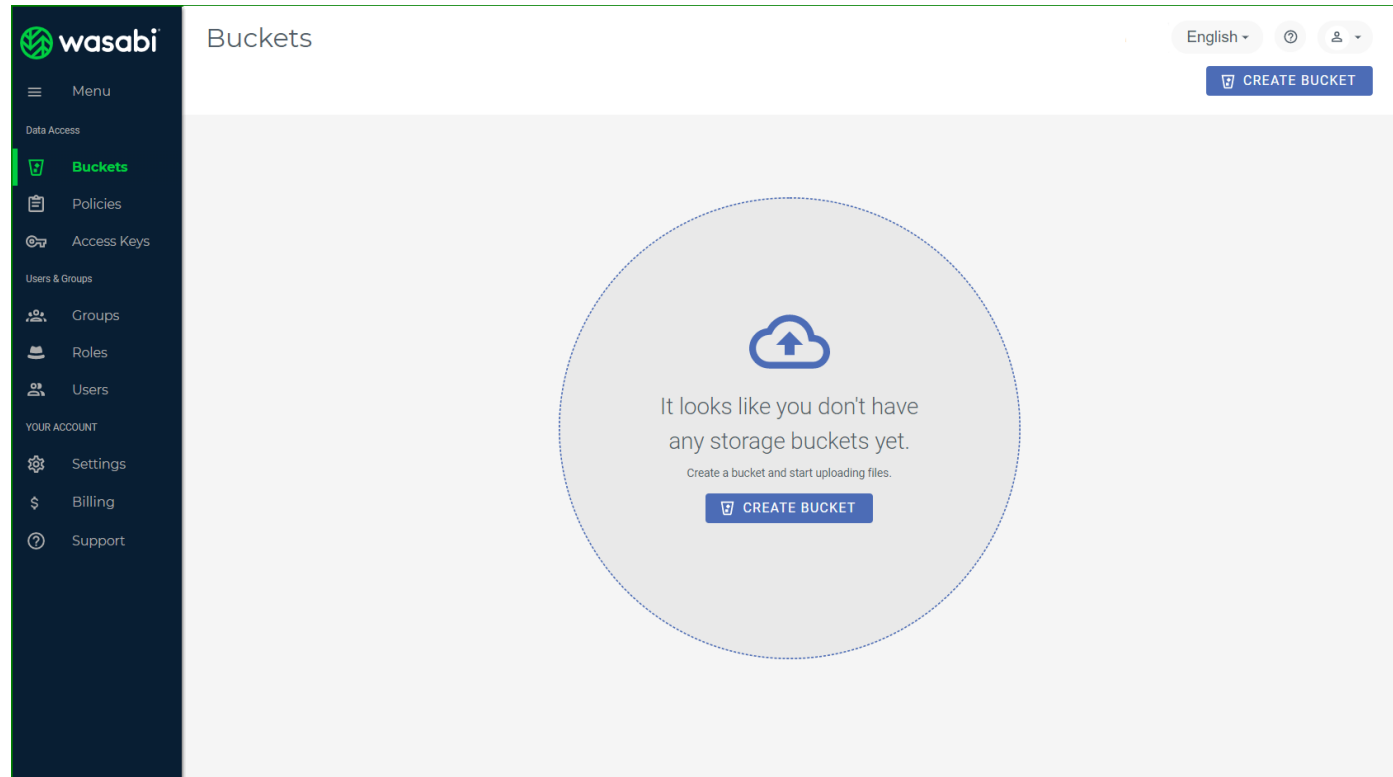 wasabi
Menu
Data Access
Buckets
Policies
Access Keys
Users & Groups
Groups
Roles
Users
YOUR ACCOUNT
Settings
Billing
Support
Buckets
English
CREATE BUCKET
It looks like you don't have
any storage buckets yet.
Create a bucket and start uploading files.
CREATE BUCKET